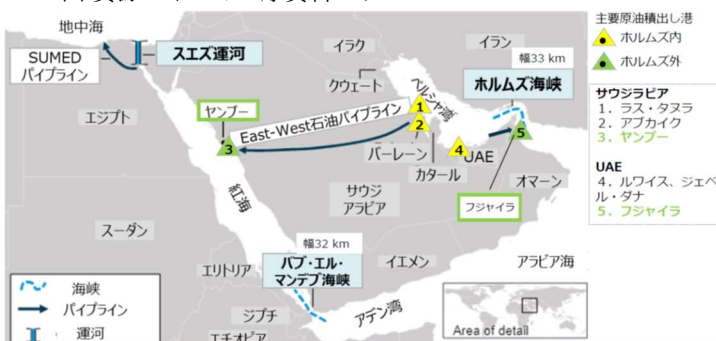 主要原油積出し港
ホルムズ内
ホルムズ外
サウジラビア
1. ラス・タヌラ
2. アブカイク
3. ヤンブー
UAE
4. ルワイス、ジェベ
ル・ダナ
5. フジャイラ
地中海
SUMED
パイプライン
スエズ運河
イラク
イラン
幅33 km
ホルムズ海峡
クウェート
ペルシャ湾
エジプト
ヤンブー
East-West石油パイプライン
1
2
3
4
5
バーレーン
UAE
カタール
オマーン
サウジ
アラビア
フジャイラ
紅海
スーダン
幅32 km
バブ・エル・
マンデブ海峡
イエメン
アラビア海
エリトリア
ジブチ
アデン湾
エチオピア
海峡
パイプライン
運河
Area of detail